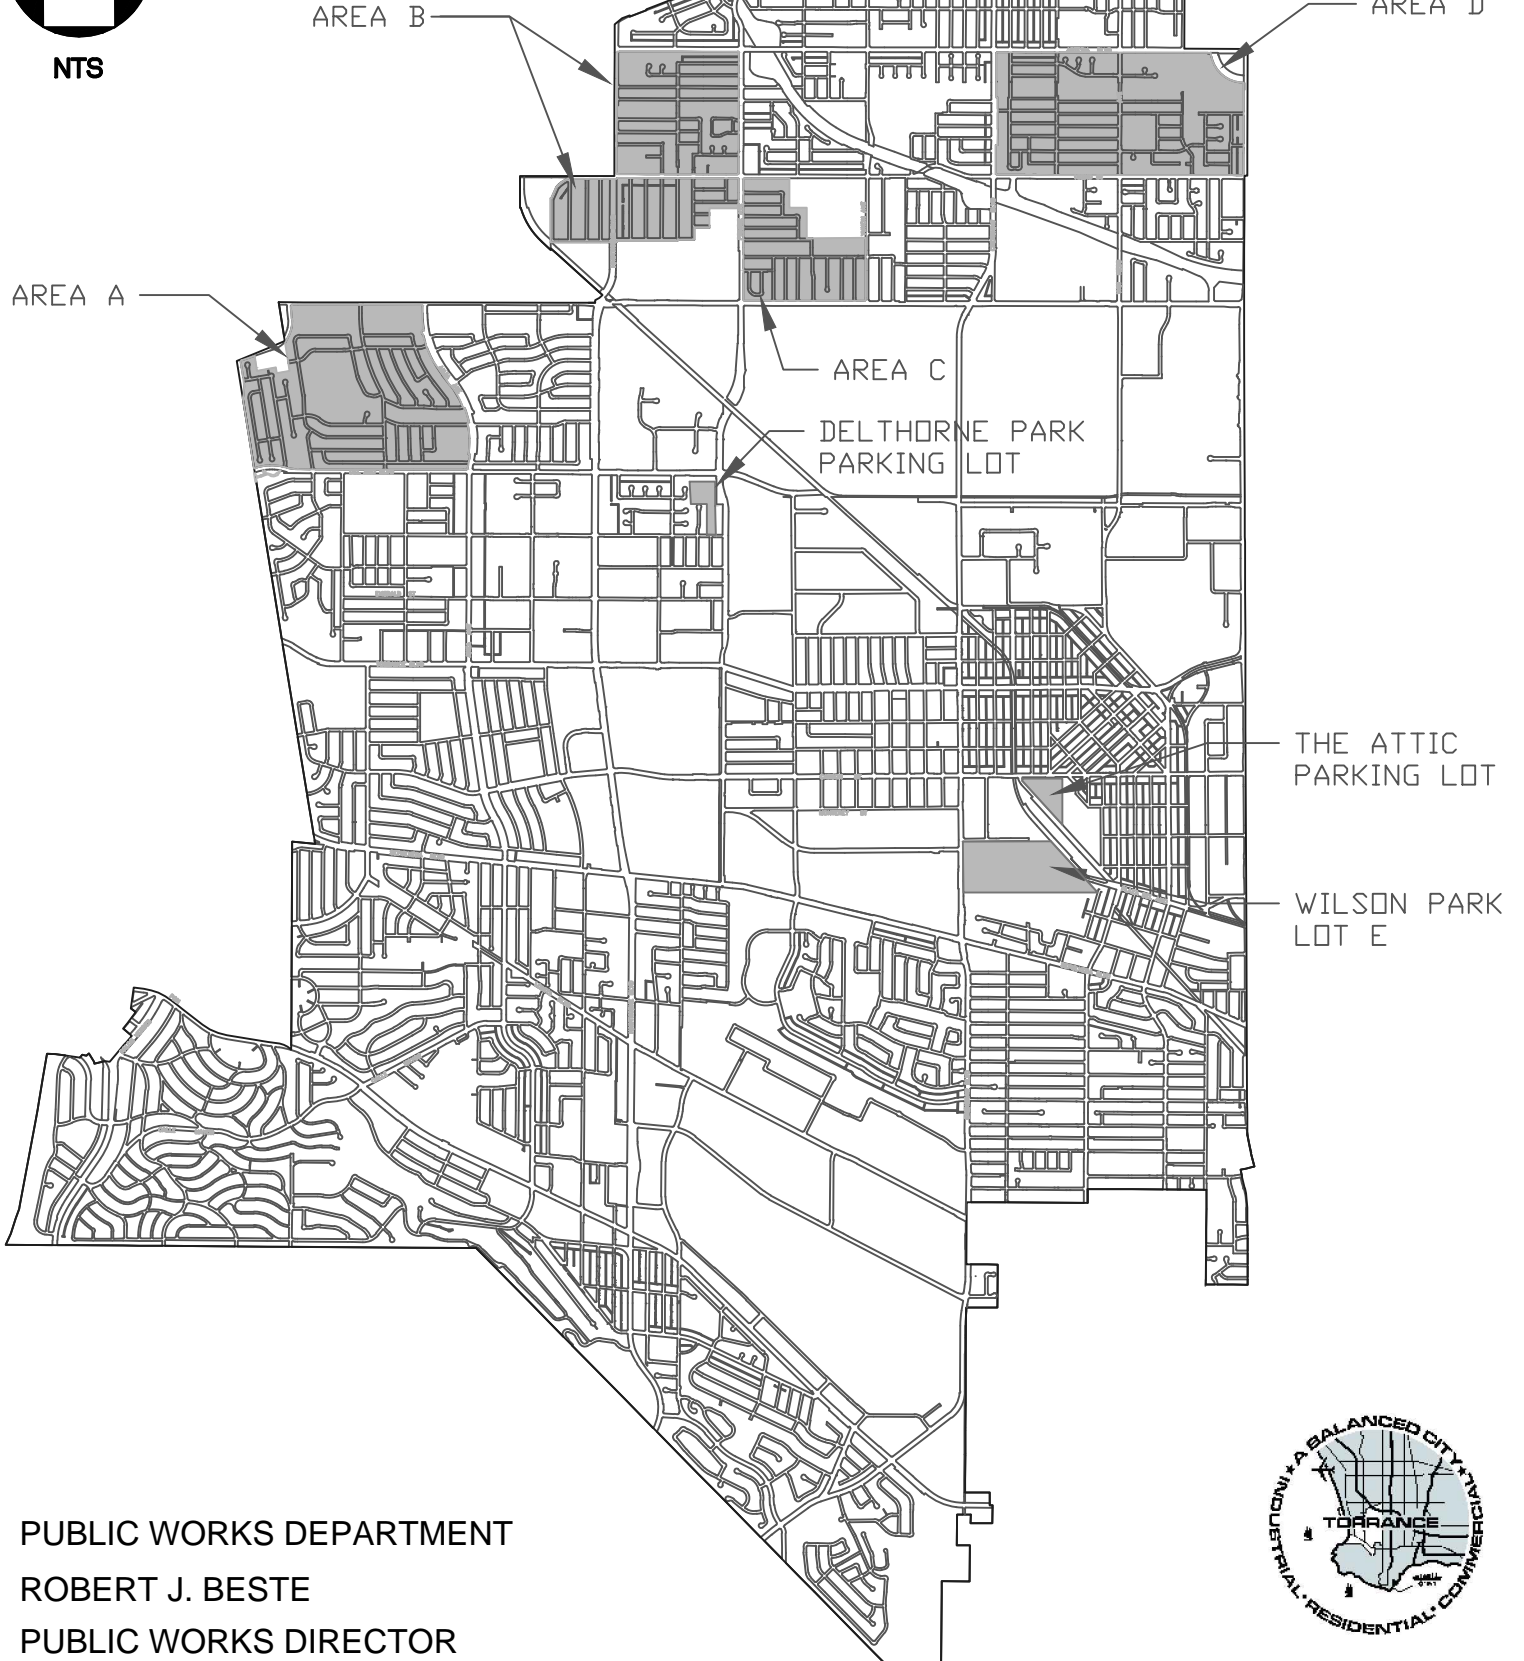 AREA B
AREA D
NTS
AREA A
AREA C
DELTHORNE PARK
PARKING LOT
THE ATTIC
PARKING LOT
WILSON PARK
LOT E
A BALANCED CITY
INDUSTRIAL • RESIDENTIAL • COMMERCIAL
TORRANCE
PUBLIC WORKS DEPARTMENT
ROBERT J. BESTE
PUBLIC WORKS DIRECTOR